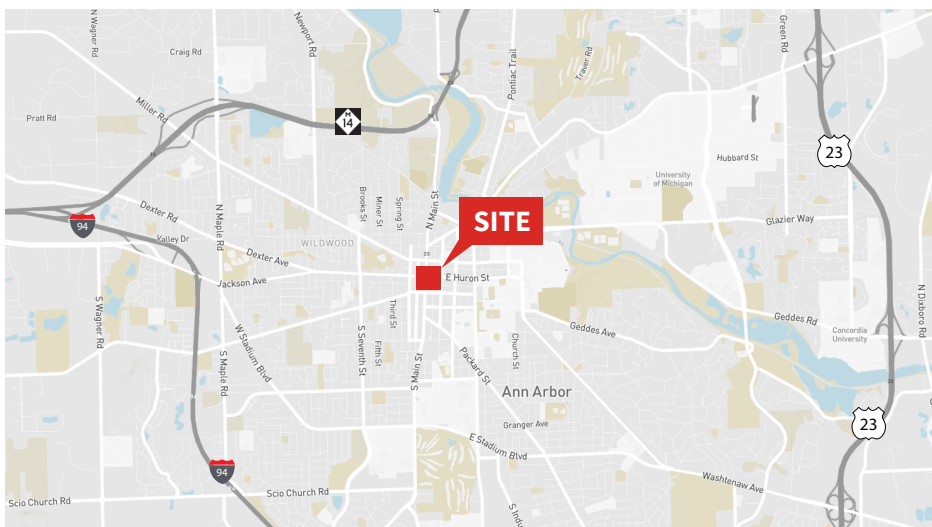 N Wagner Rd
Craig Rd
Newport Rd
Pontiac Trail
Traver Rd
Green Rd
Miller Rd
Pratt Rd
M
14
23
Hubbard St
University
of Michigan
Brooks St
Miner St
Spring St
N Main St
SITE
Dexter Rd
N Maple Rd
Glazier Way
94
Valley Dr
WILDWOOD
Dexter Ave
Jackson Ave
E Huron St
S Wagner Rd
W Stadium Blvd
Third St
Fifth St
S Seventh St
S Main St
Packard St
Church St
Geddes Ave
Geddes Rd
Concordia
University
N Dixboro Rd
S Maple Rd
Ann Arbor
Granger Ave
23
E Stadium Blvd
94
Scio Church Rd
Scio Church Rd
Washtenaw Ave
S Indu